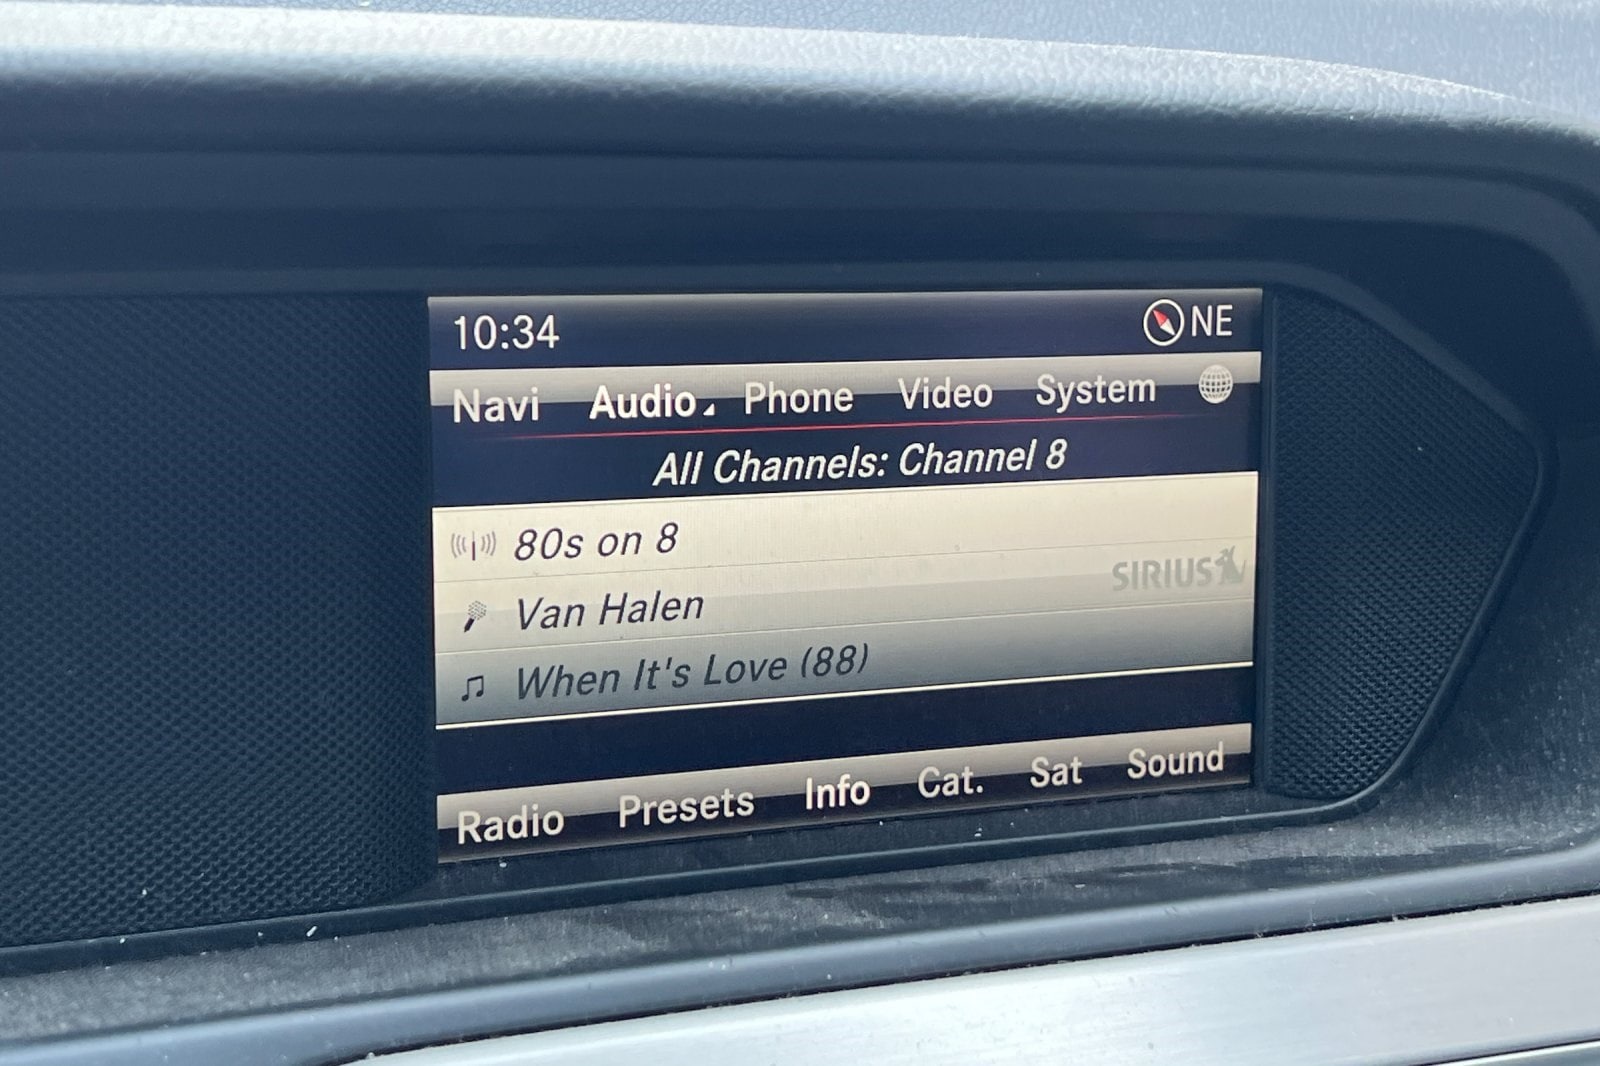 10:34 NE
Navi Audio Phone Video System
All Channels: Channel 8
80s on 8
SIRIUS
Van Halen
When It's Love (88)
Radio Presets Info Cat. Sat Sound